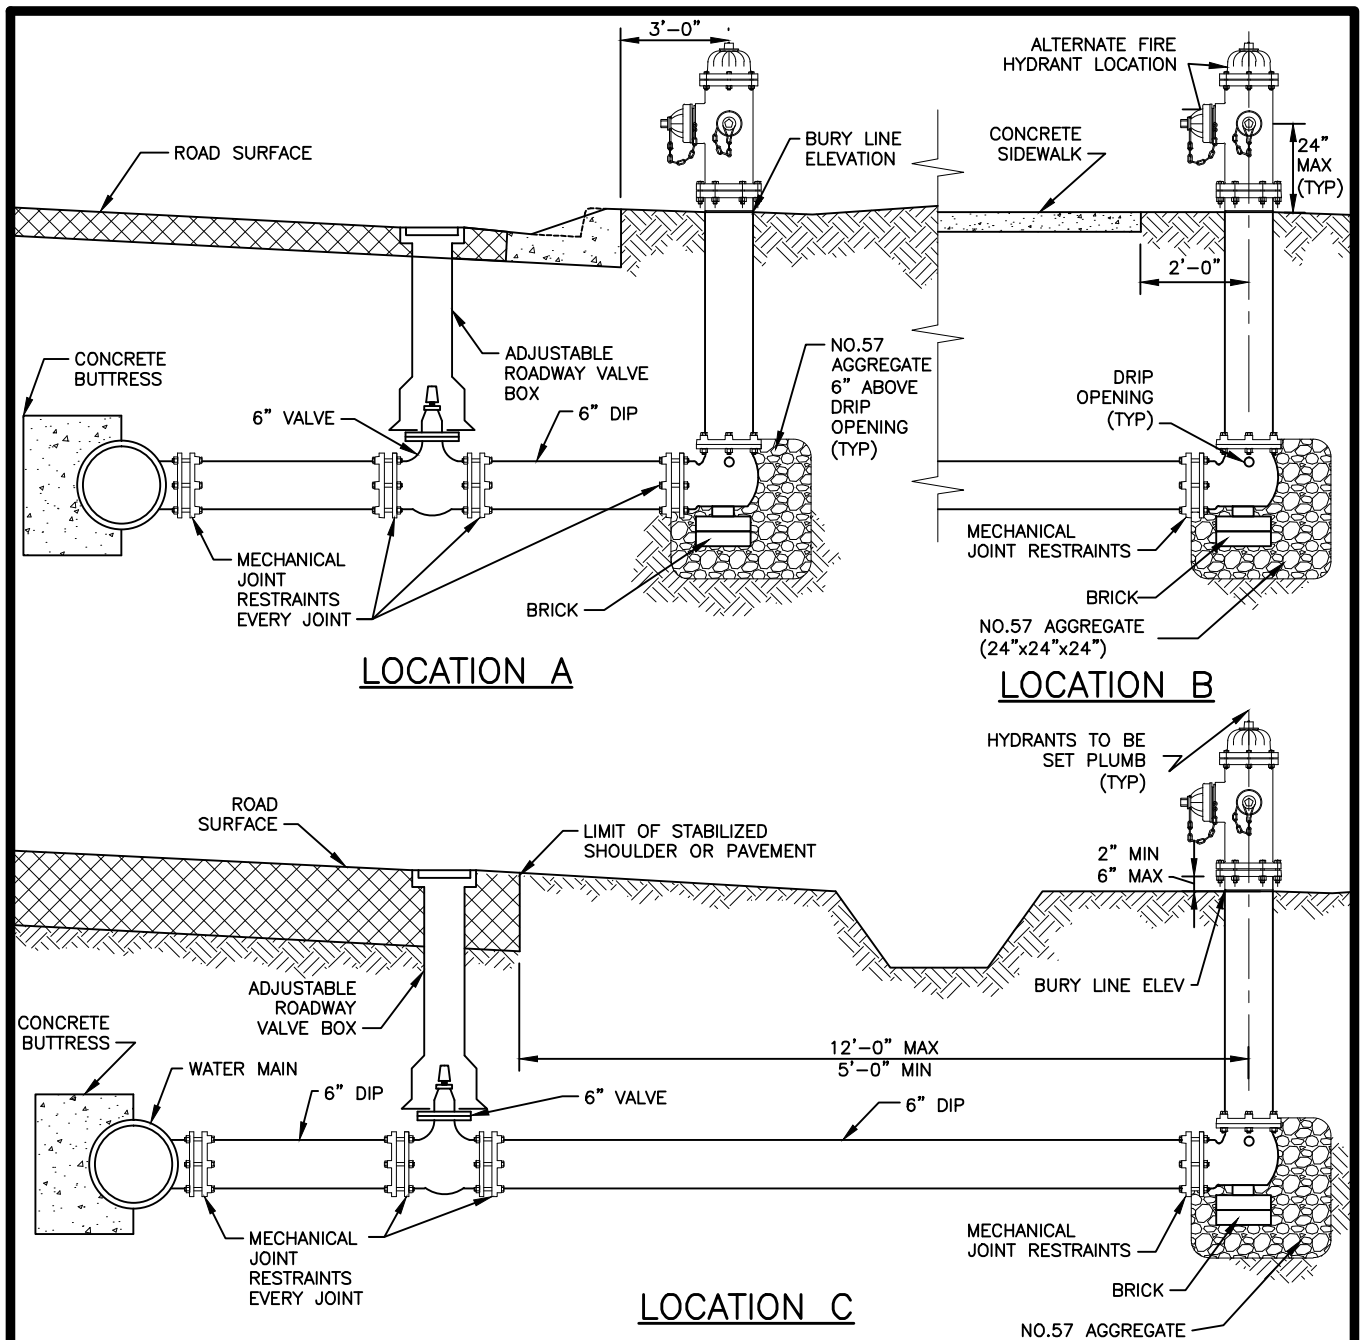 3'-0"
ALTERNATE FIRE
HYDRANT LOCATION
ROAD SURFACE
BURY LINE
ELEVATION
CONCRETE
SIDEWALK
24"
MAX
(TYP)
2'-0"
CONCRETE
BUTTRESS
ADJUSTABLE
ROADWAY VALVE
BOX
NO.57
AGGREGATE
6" ABOVE
DRIP
OPENING
(TYP)
DRIP
OPENING
(TYP)
6" VALVE
6" DIP
MECHANICAL
JOINT
RESTRAINTS
EVERY JOINT
BRICK
MECHANICAL
JOINT RESTRAINTS
BRICK
NO.57 AGGREGATE
(24"x24"x24")
LOCATION A
LOCATION B
HYDRANTS TO BE
SET PLUMB
(TYP)
ROAD
SURFACE
LIMIT OF STABILIZED
SHOULDER OR PAVEMENT
2" MIN
6" MAX
ADJUSTABLE
ROADWAY
VALVE BOX
BURY LINE ELEV
CONCRETE
BUTTRESS
WATER MAIN
12'-0" MAX
5'-0" MIN
6" DIP
6" VALVE
6" DIP
MECHANICAL
JOINT
RESTRAINTS
EVERY JOINT
MECHANICAL
JOINT RESTRAINTS
BRICK
LOCATION C
NO.57 AGGREGATE